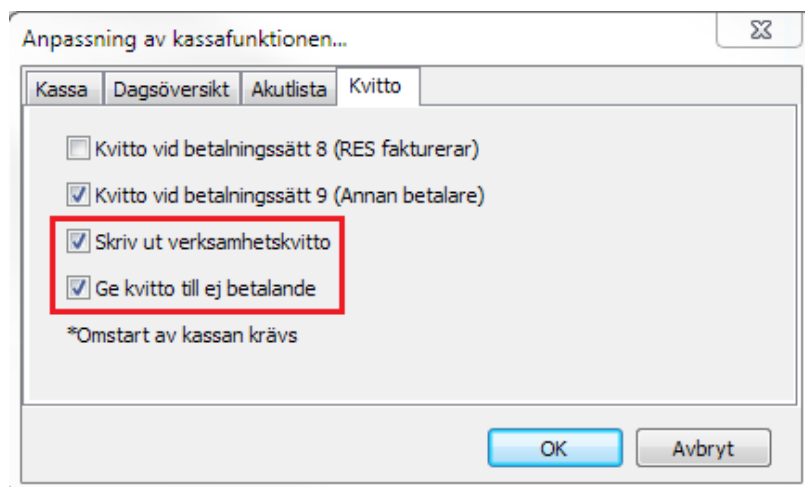 Anpassning av kassafunktionen...
Kassa Dagsöversikt Akutlista Kvitto
Kvitto vid betalningssätt 8 (RES fakturerar)
Kvitto vid betalningssätt 9 (Annan betalare)
Skriv ut verksamhetskvitto
Ge kvitto till ej betalande
*Omstart av kassan krävs
OK Avbryt